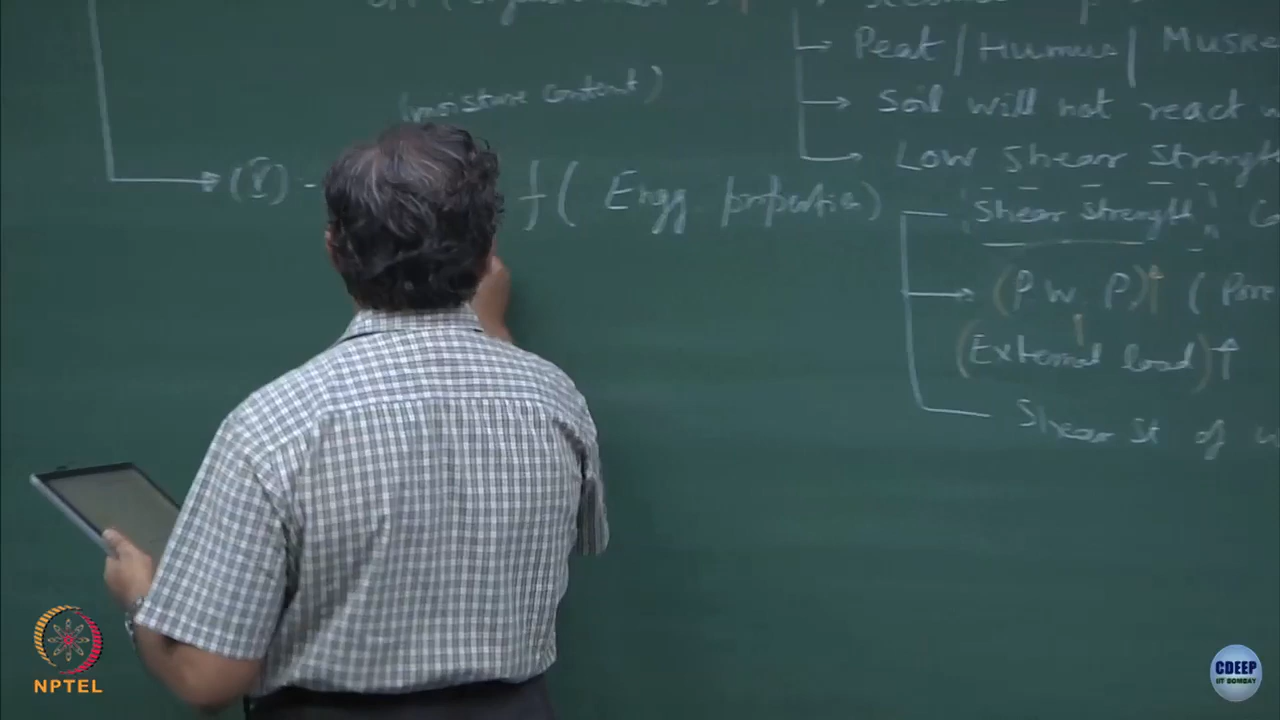 Peat / Humus / Muske
(moisture content)
Soil will not react w
Low Shear Strength
(γ) - f( Engg properties)
"Shear strength"
(P W P)↑ (Pore
(External load)↑
Shear St of
NPTEL
CDEEP
IIT BOMBAY